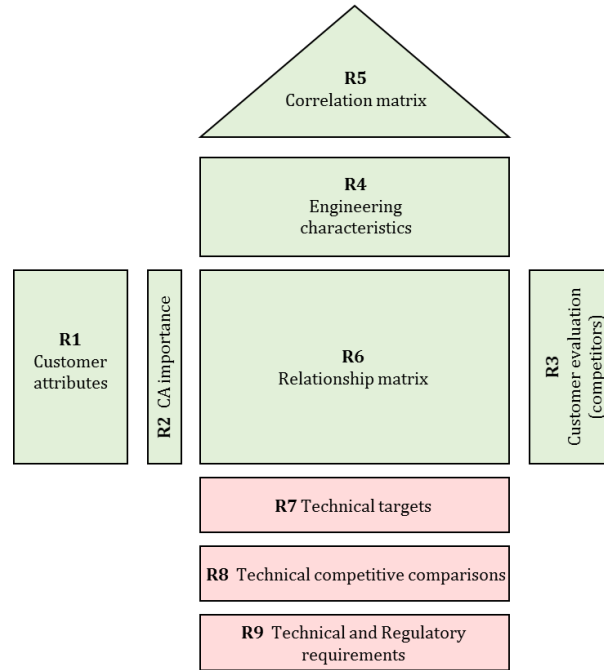 R5
Correlation matrix
R4
Engineering
characteristics
R1
Customer
attributes
R2 CA importance
R6
Relationship matrix
R3
Customer evaluation
(competitors)
R7 Technical targets
R8 Technical competitive comparisons
R9 Technical and Regulatory
requirements